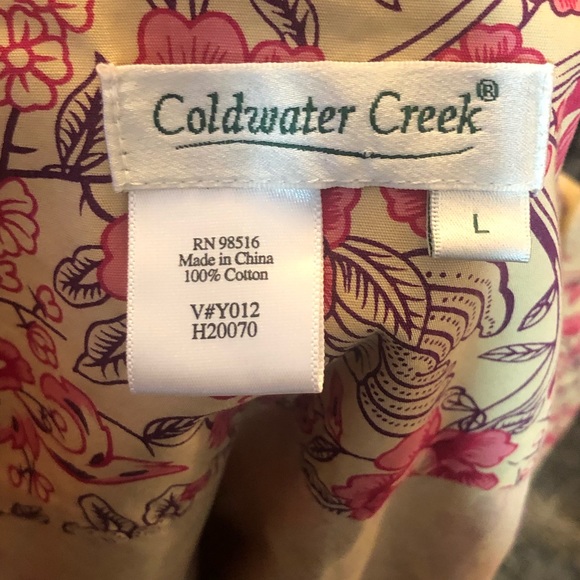 Coldwater Creek®
L
RN 98516
Made in China
100% Cotton
V#Y012
H20070